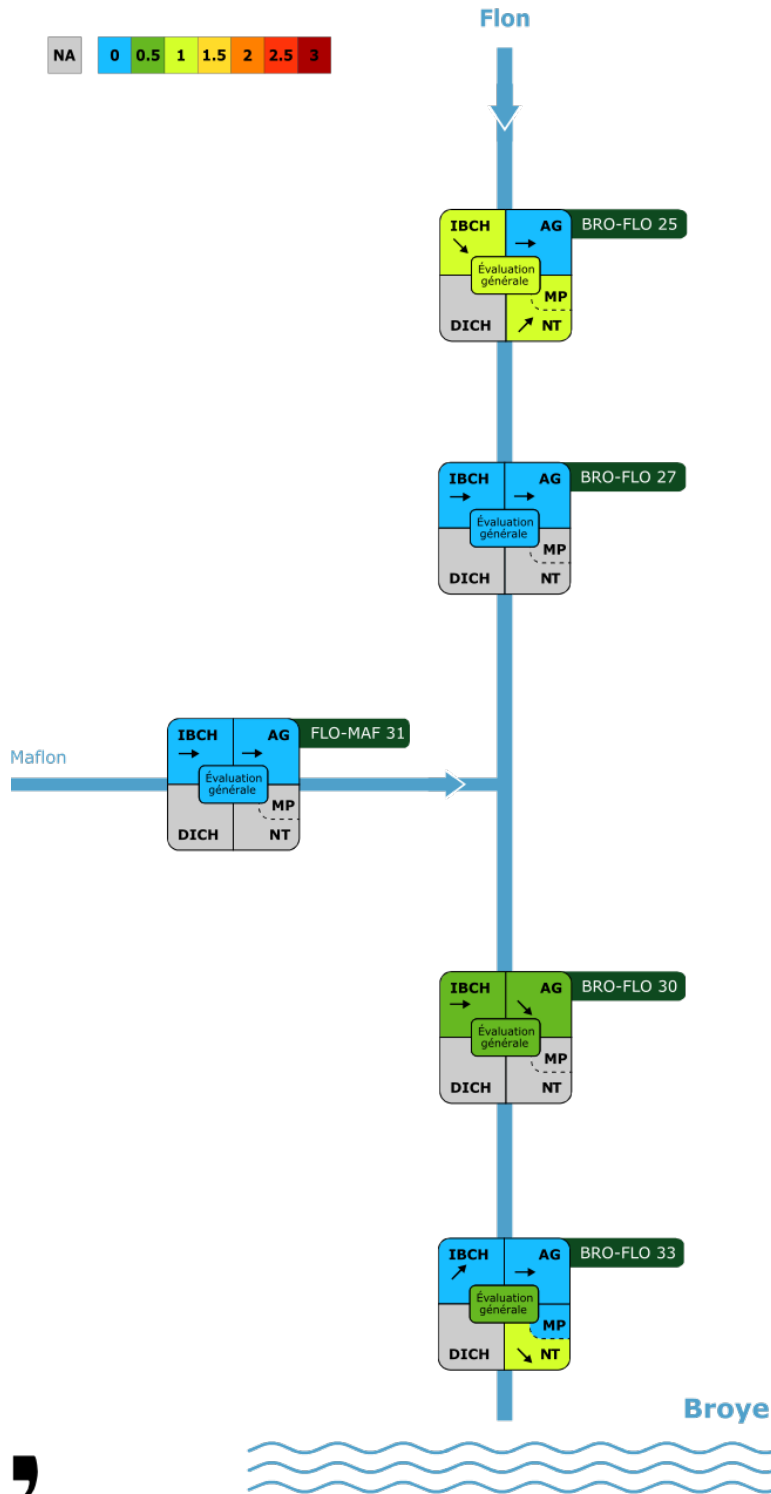 Flon
NA 0 0.5 1 1.5 2 2.5 3
IBCH AG BRO-FLO 25
Évaluation
générale
MP
DICH NT
IBCH AG BRO-FLO 27
Évaluation
générale
MP
DICH NT
IBCH AG FLO-MAF 31
Maflon
Évaluation
générale
MP
DICH NT
IBCH AG BRO-FLO 30
Évaluation
générale
MP
DICH NT
IBCH AG BRO-FLO 33
Évaluation
générale
MP
DICH NT
Broye
,